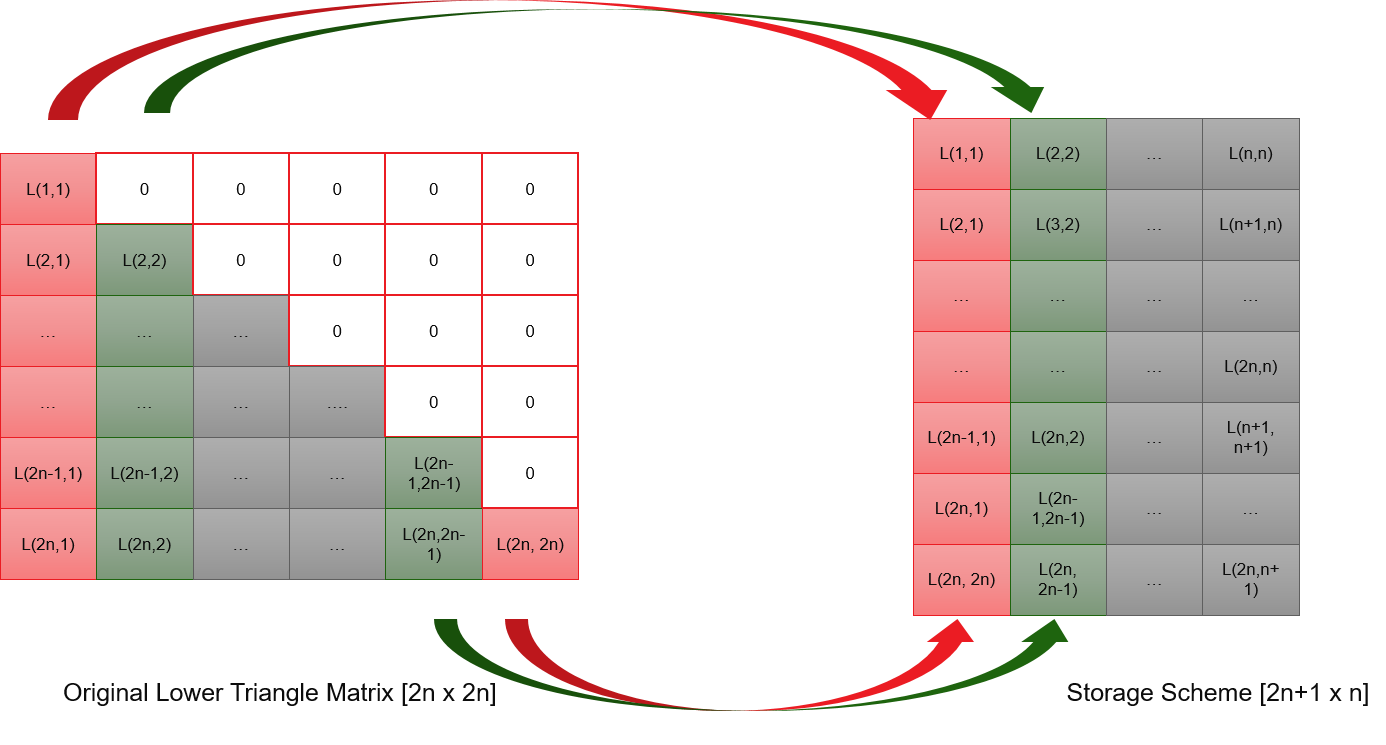 L(1,1) 0 0 0 0 0
L(2,1) L(2,2) 0 0 0 0
... ... ... 0 0 0
... ... ... .... 0 0
L(2n-1,1) L(2n-1,2) ... ... L(2n-
1,2n-1) 0
L(2n,1) L(2n,2) ... ... L(2n,2n-
1) L(2n, 2n)
Original Lower Triangle Matrix [2n x 2n]
L(1,1) L(2,2) ... L(n,n)
L(2,1) L(3,2) ... L(n+1,n)
... ... ... ...
... ... ... L(2n,n)
L(2n-1,1) L(2n,2) ... L(n+1,
n+1)
L(2n,1) L(2n-
1,2n-1) ... ...
L(2n, 2n) L(2n,
2n-1) ... L(2n,n+
1)
Storage Scheme [2n+1 x n]